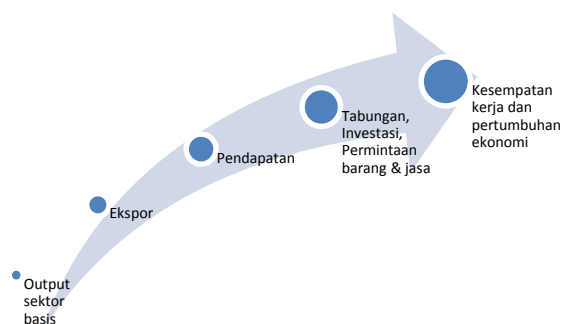 Output
sektor
basis
Ekspor
Pendapatan
Tabungan,
Investasi,
Permintaan
barang & jasa
Kesempatan
kerja dan
pertumbuhan
ekonomi